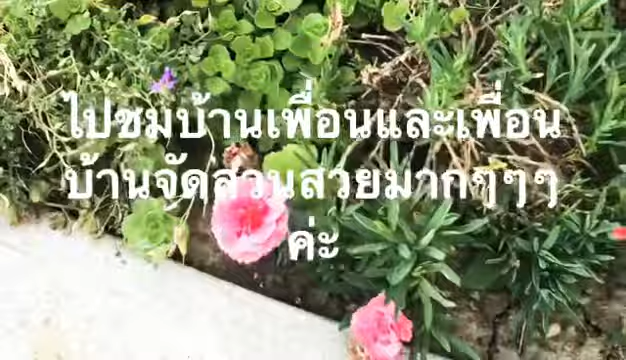 ไปชมบ้านเพื่อนและเพื่อน
บ้านจัดสวนสวยมากๆๆๆ
ค่ะ